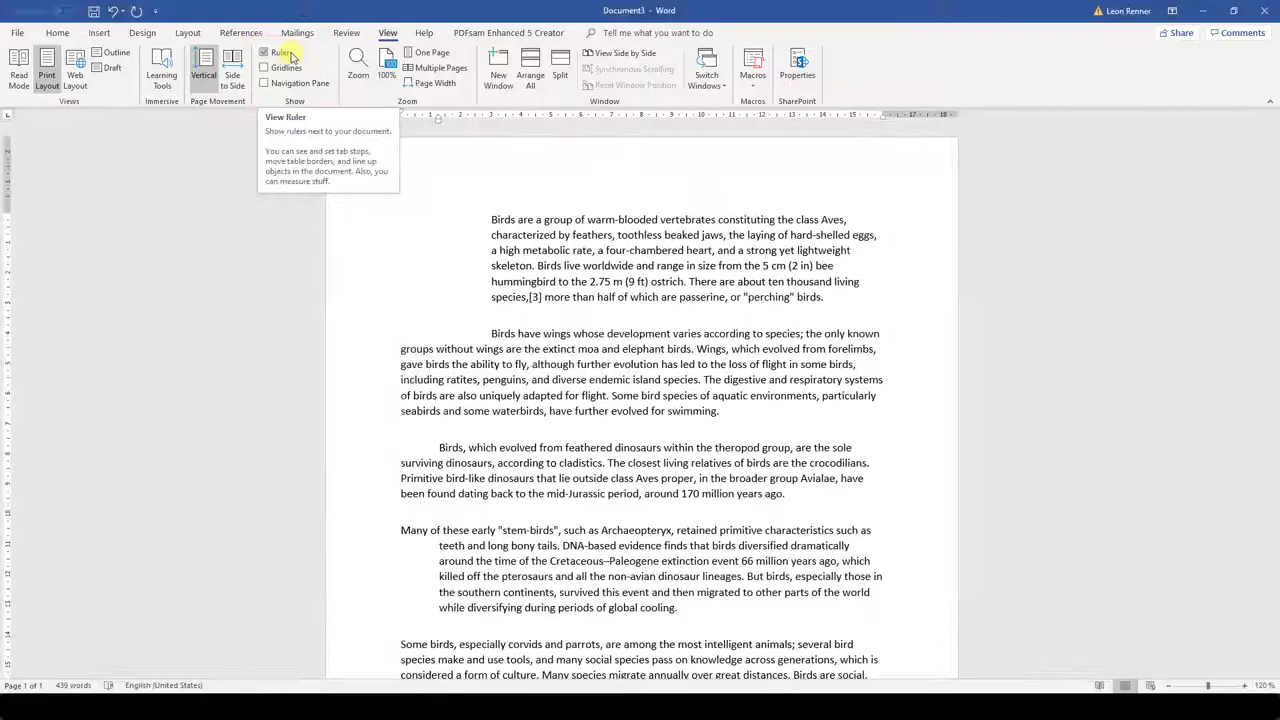 Document3 - Word
Leon Renner
File Home Insert Design Layout References Mailings Review View Help PDFsam Enhanced 5 Creator Tell me what you want to do Share Comments
Read Mode
Print Layout
Web Layout
Outline
Draft
Views
Learning Tools
Immersive
Vertical
Side to Side
Page Movement
Ruler
Gridlines
Navigation Pane
Show
Zoom
100%
One Page
Multiple Pages
Page Width
Zoom
New Window
Arrange All
Split
View Side by Side
Synchronous Scrolling
Reset Window Position
Window
Switch Windows
Macros
Macros
Properties
SharePoint
View Ruler
Show rulers next to your document.
You can see and set tab stops,
move table borders, and line up
objects in the document. Also, you
can measure stuff.
Birds are a group of warm-blooded vertebrates constituting the class Aves,
characterized by feathers, toothless beaked jaws, the laying of hard-shelled eggs,
a high metabolic rate, a four-chambered heart, and a strong yet lightweight
skeleton. Birds live worldwide and range in size from the 5 cm (2 in) bee
hummingbird to the 2.75 m (9 ft) ostrich. There are about ten thousand living
species,[3] more than half of which are passerine, or "perching" birds.
Birds have wings whose development varies according to species; the only known
groups without wings are the extinct moa and elephant birds. Wings, which evolved from forelimbs,
gave birds the ability to fly, although further evolution has led to the loss of flight in some birds,
including ratites, penguins, and diverse endemic island species. The digestive and respiratory systems
of birds are also uniquely adapted for flight. Some bird species of aquatic environments, particularly
seabirds and some waterbirds, have further evolved for swimming.
Birds, which evolved from feathered dinosaurs within the theropod group, are the sole
surviving dinosaurs, according to cladistics. The closest living relatives of birds are the crocodilians.
Primitive bird-like dinosaurs that lie outside class Aves proper, in the broader group Avialae, have
been found dating back to the mid-Jurassic period, around 170 million years ago.
Many of these early "stem-birds", such as Archaeopteryx, retained primitive characteristics such as
teeth and long bony tails. DNA-based evidence finds that birds diversified dramatically
around the time of the Cretaceous–Paleogene extinction event 66 million years ago, which
killed off the pterosaurs and all the non-avian dinosaur lineages. But birds, especially those in
the southern continents, survived this event and then migrated to other parts of the world
while diversifying during periods of global cooling.
Some birds, especially corvids and parrots, are among the most intelligent animals; several bird
species make and use tools, and many social species pass on knowledge across generations, which is
considered a form of culture. Many species migrate annually over great distances. Birds are social,
Page 1 of 1 439 words English (United States) 120 %